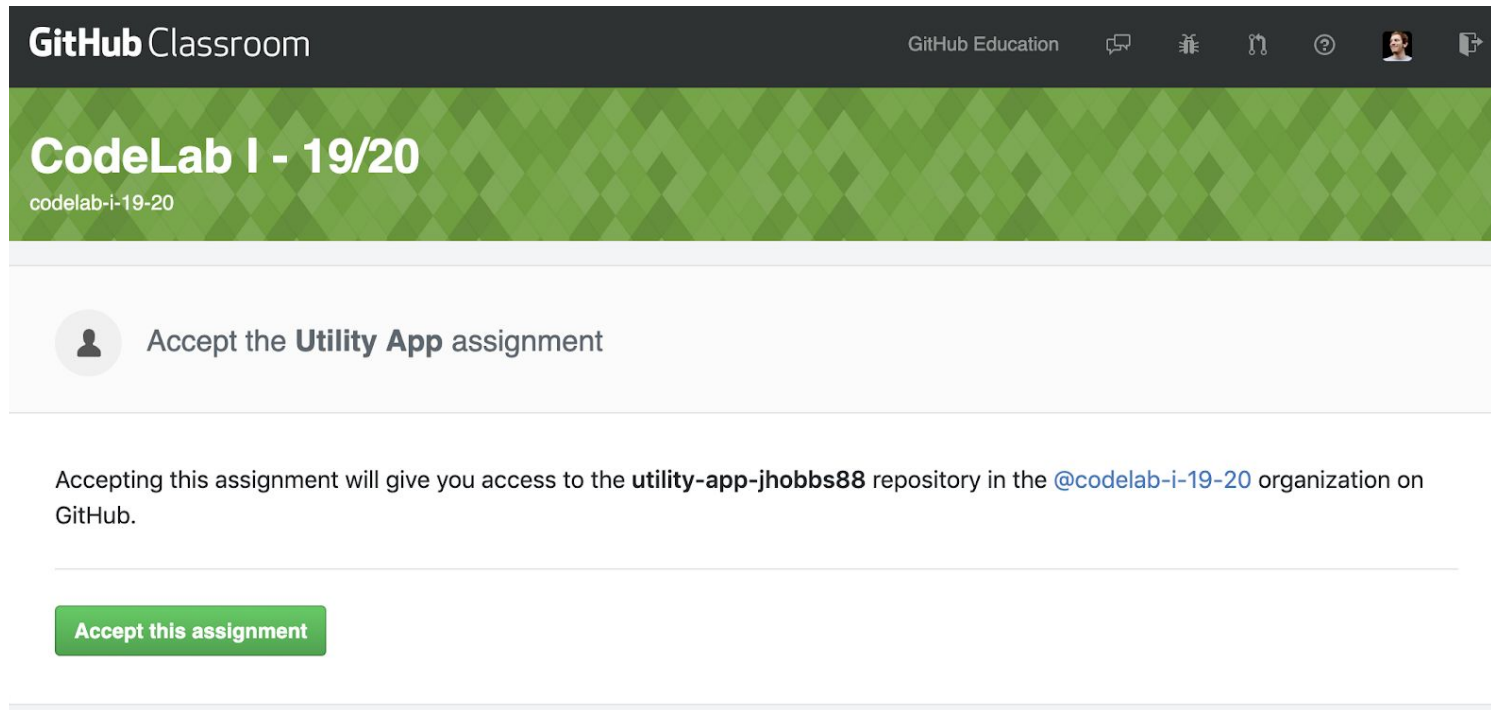 GitHub Classroom
GitHub Education
CodeLab I - 19/20
codelab-i-19-20
Accept the Utility App assignment
Accepting this assignment will give you access to the utility-app-jhobbs88 repository in the @codelab-i-19-20 organization on
GitHub.
Accept this assignment